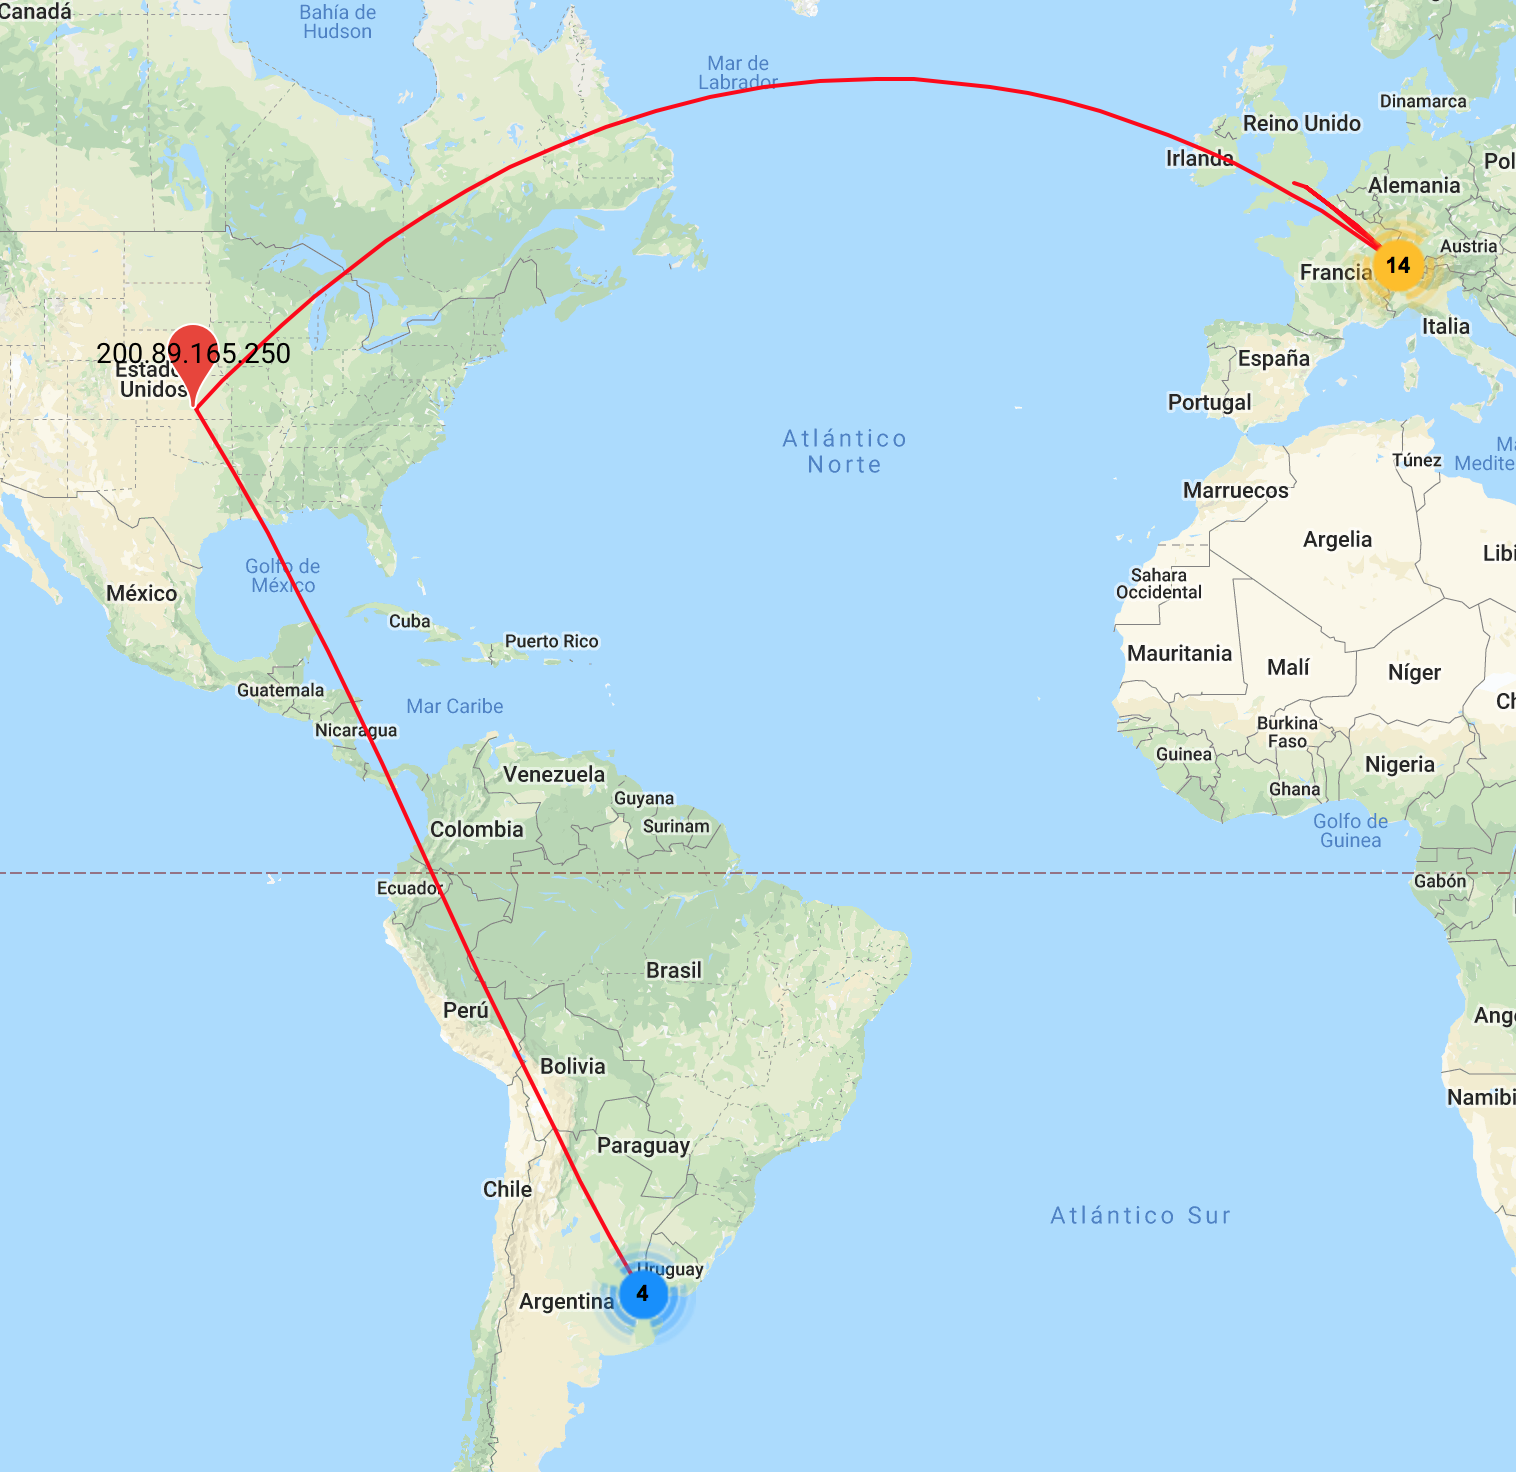 Canadá
Bahía de
Hudson
Mar de
Labrador
Dinamarca
Reino Unido
Irlanda
Pol
Alemania
Austria
14
Francia
Italia
200.89.165.250
Estado
Unidos
España
Portugal
Atlántico
Norte
Túnez
Ma
Medite
Marruecos
Argelia
Libi
Golfo de
México
Sahara
Occidental
México
Cuba
Puerto Rico
Mauritania
Malí
Níger
Guatemala
Ch
Mar Caribe
Nicaragua
Burkina
Faso
Guinea
Nigeria
Venezuela
Ghana
Guyana
Colombia
Surinam
Golfo de
Guinea
Ecuador
Gabón
Brasil
Perú
Ang
Bolivia
Namibi
Paraguay
Chile
Atlántico Sur
Uruguay
4
Argentina